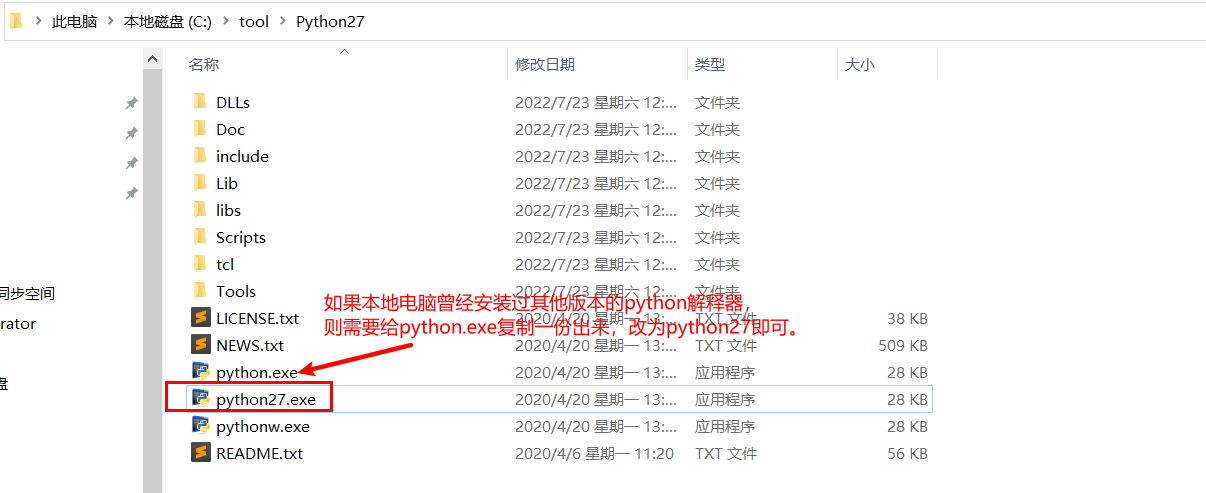 此电脑 > 本地磁盘 (C:) > tool > Python27
名称 修改日期 类型 大小
DLLs 2022/7/23 星期六 12:... 文件夹
Doc 2022/7/23 星期六 12:... 文件夹
include 2022/7/23 星期六 12:... 文件夹
Lib 2022/7/23 星期六 12:... 文件夹
libs 2022/7/23 星期六 12:... 文件夹
Scripts 2022/7/23 星期六 12:... 文件夹
tcl 2022/7/23 星期六 12:... 文件夹
同步空间
Tools 2022/7/23 星期六 12:... 文件夹
如果本地电脑曾经安装过其他版本的python解释器,
rator
LICENSE.txt 2020/4/20 星期一 13:... TXT 文件 38 KB
则需要给python.exe复制一份出来，改为python27即可。
NEWS.txt 2020/4/20 星期一 13:... TXT 文件 509 KB
python.exe 2020/4/20 星期一 13:... 应用程序 28 KB
盘
python27.exe 2020/4/20 星期一 13:... 应用程序 28 KB
pythonw.exe 2020/4/20 星期一 13:... 应用程序 28 KB
README.txt 2020/4/6 星期一 11:20 TXT 文件 56 KB